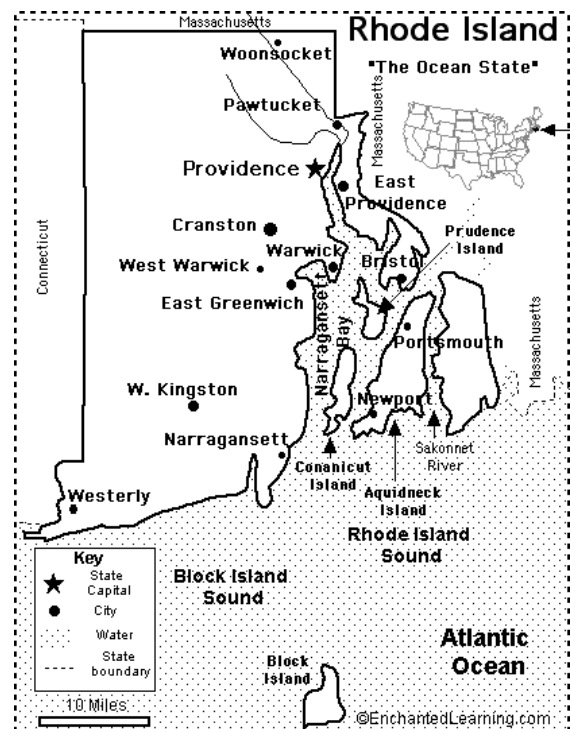 Massachusetts
Rhode Island
"The Ocean State"
Woonsocket
Pawtucket
Massachusetts
Providence
East
Providence
Cranston
Prudence
Island
Warwick
Bristol
West Warwick
East Greenwich
Connecticut
Narragansett
Bay
Portsmouth
Massachusetts
W. Kingston
Newport
Narragansett
Sakonnet
River
Conanicut
Island
Aquidneck
Island
Westerly
Rhode Island
Sound
Key
State
Capital
City
Water
State
boundary
Block Island
Sound
Atlantic
Ocean
Block
Island
10 Miles
©EnchantedLearning.com